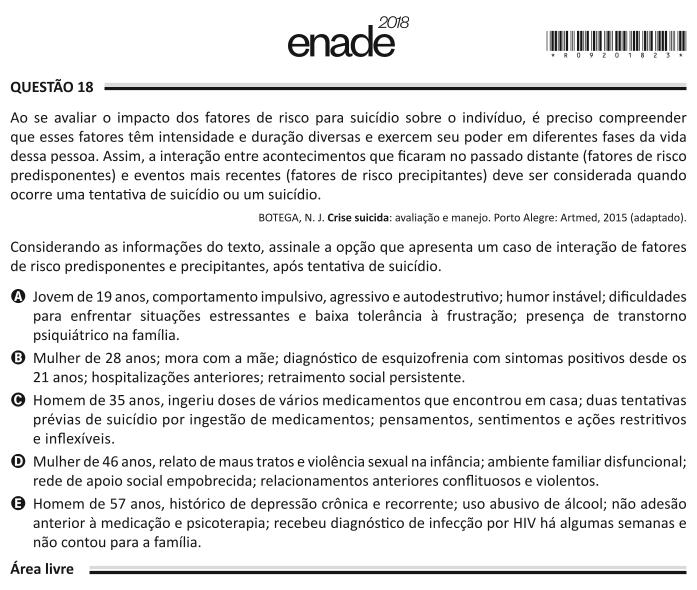 2018
enade
*R09201823*
QUESTÃO 18
Ao se avaliar o impacto dos fatores de risco para suicídio sobre o indivíduo, é preciso compreender
que esses fatores têm intensidade e duração diversas e exercem seu poder em diferentes fases da vida
dessa pessoa. Assim, a interação entre acontecimentos que ficaram no passado distante (fatores de risco
predisponentes) e eventos mais recentes (fatores de risco precipitantes) deve ser considerada quando
ocorre uma tentativa de suicídio ou um suicídio.
BOTEGA, N. J. Crise suicida: avaliação e manejo. Porto Alegre: Artmed, 2015 (adaptado).
Considerando as informações do texto, assinale a opção que apresenta um caso de interação de fatores
de risco predisponentes e precipitantes, após tentativa de suicídio.
A Jovem de 19 anos, comportamento impulsivo, agressivo e autodestrutivo; humor instável; dificuldades
para enfrentar situações estressantes e baixa tolerância à frustração; presença de transtorno
psiquiátrico na família.
B Mulher de 28 anos; mora com a mãe; diagnóstico de esquizofrenia com sintomas positivos desde os
21 anos; hospitalizações anteriores; retraimento social persistente.
C Homem de 35 anos, ingeriu doses de vários medicamentos que encontrou em casa; duas tentativas
prévias de suicídio por ingestão de medicamentos; pensamentos, sentimentos e ações restritivos
e inflexíveis.
D Mulher de 46 anos, relato de maus tratos e violência sexual na infância; ambiente familiar disfuncional;
rede de apoio social empobrecida; relacionamentos anteriores conflituosos e violentos.
E Homem de 57 anos, histórico de depressão crônica e recorrente; uso abusivo de álcool; não adesão
anterior à medicação e psicoterapia; recebeu diagnóstico de infecção por HIV há algumas semanas e
não contou para a família.
Área livre